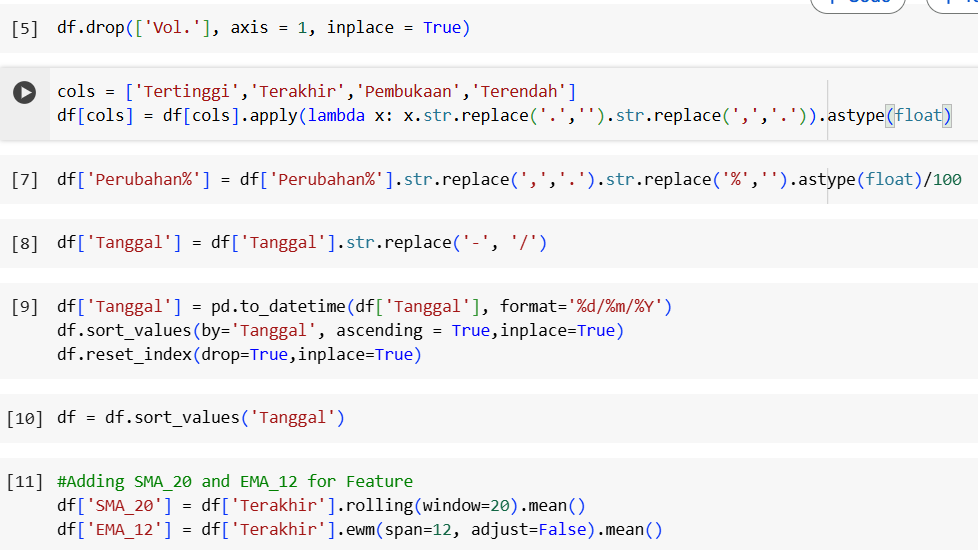 [5] df.drop(['Vol.'], axis = 1, inplace = True)
cols = ['Tertinggi','Terakhir','Pembukaan','Terendah']
df[cols] = df[cols].apply(lambda x: x.str.replace('.','').str.replace(',','.')).astype(float)
[7] df['Perubahan%'] = df['Perubahan%'].str.replace(',','.').str.replace('%','').astype(float)/100
[8] df['Tanggal'] = df['Tanggal'].str.replace('-', '/')
[9] df['Tanggal'] = pd.to_datetime(df['Tanggal'], format='%d/%m/%Y')
df.sort_values(by='Tanggal', ascending = True,inplace=True)
df.reset_index(drop=True,inplace=True)
[10] df = df.sort_values('Tanggal')
[11] #Adding SMA_20 and EMA_12 for Feature
df['SMA_20'] = df['Terakhir'].rolling(window=20).mean()
df['EMA_12'] = df['Terakhir'].ewm(span=12, adjust=False).mean()